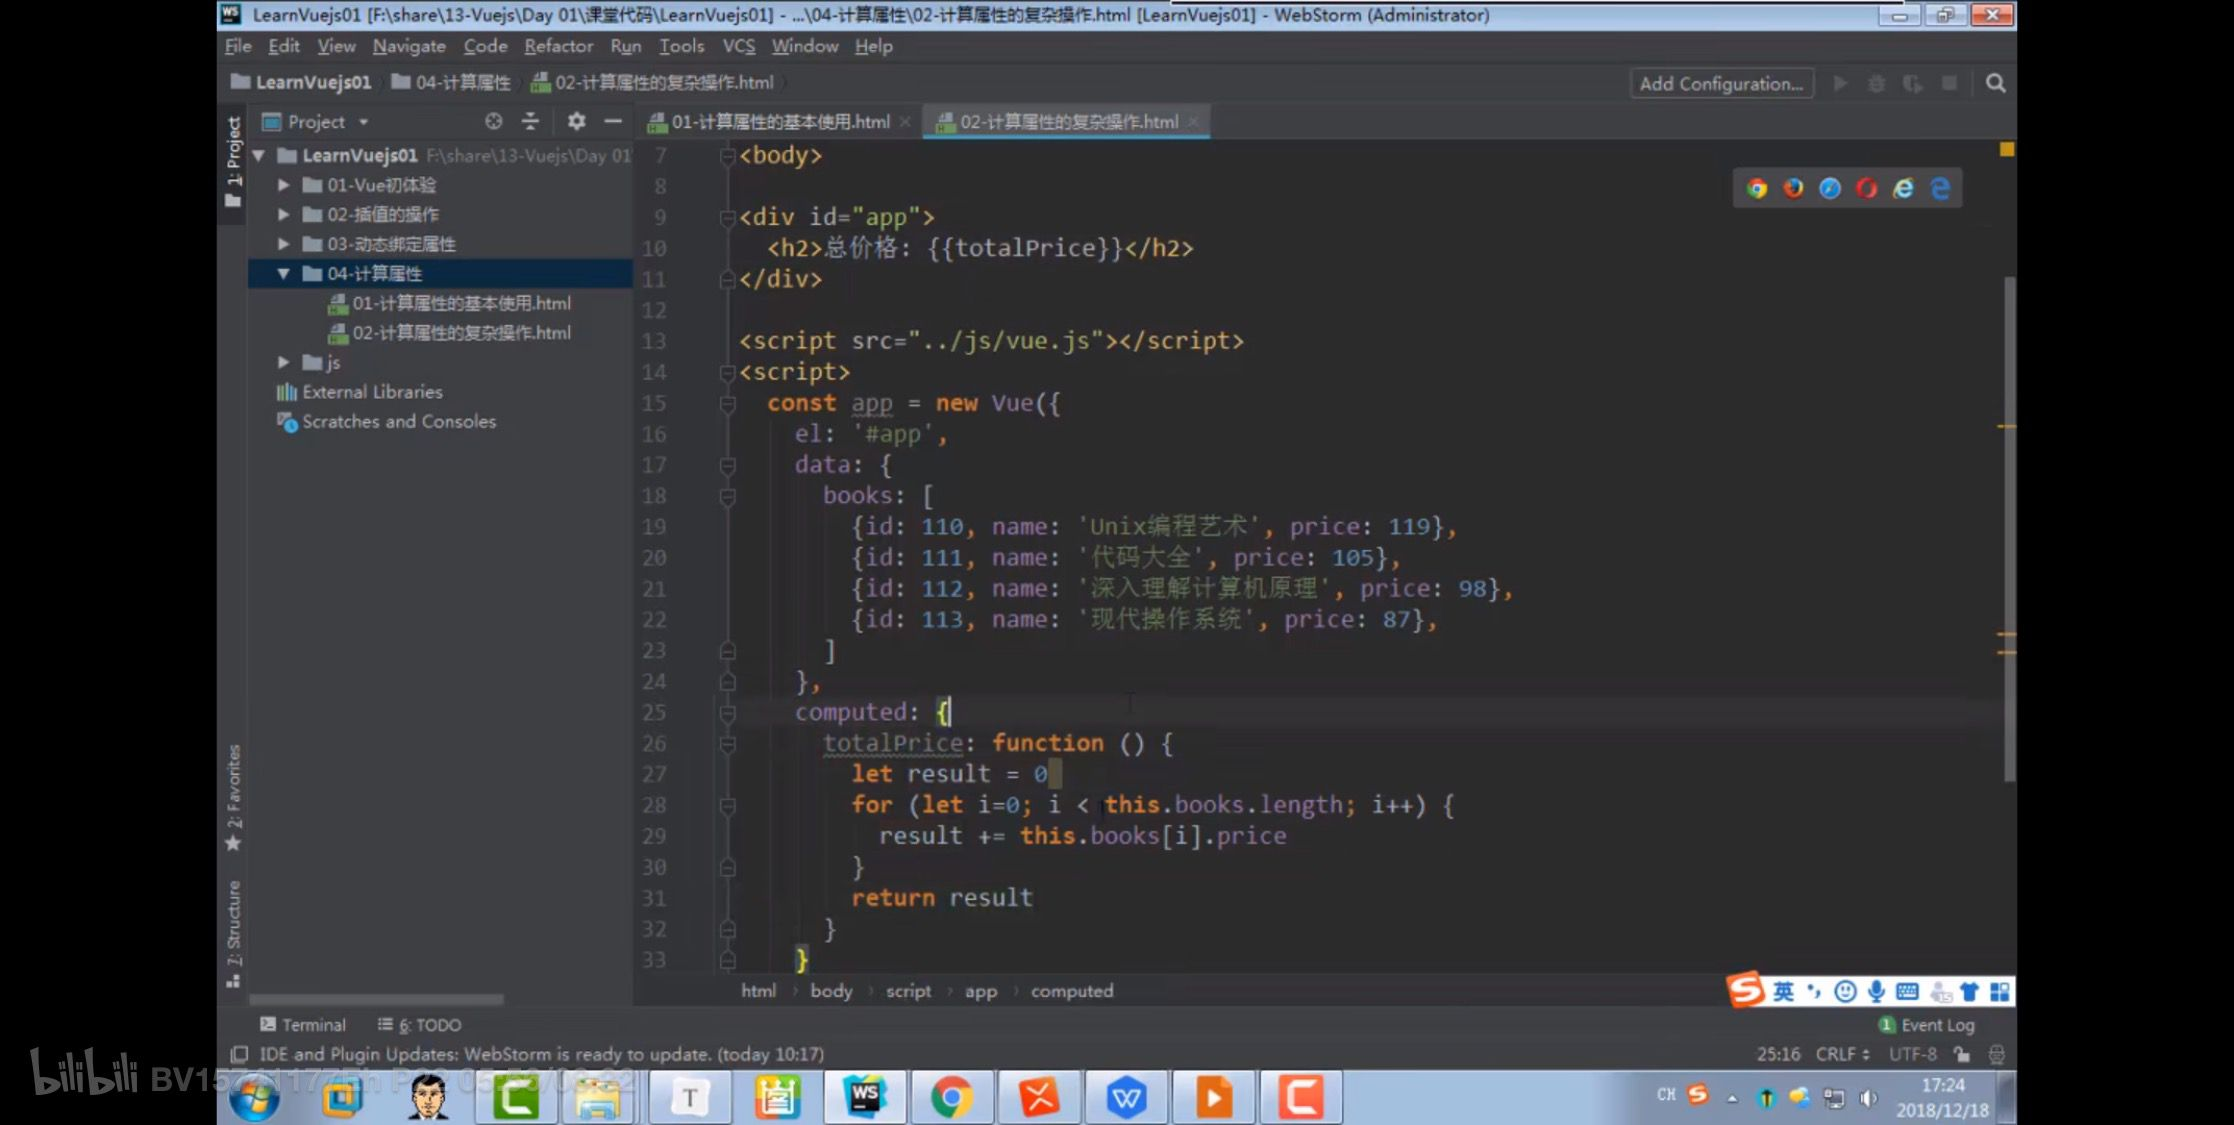 LearnVuejs01 [F:\share\13-Vuejs\Day 01\课堂代码\LearnVuejs01] - ...\04-计算属性\02-计算属性的复杂操作.html [LearnVuejs01] - WebStorm (Administrator)
File Edit View Navigate Code Refactor Run Tools VCS Window Help
LearnVuejs01 04-计算属性 02-计算属性的复杂操作.html
Add Configuration...
1: Project
Project
01-计算属性的基本使用.html
02-计算属性的复杂操作.html
LearnVuejs01 F:\share\13-Vuejs\Day 01
01-Vue初体验
02-插值的操作
03-动态绑定属性
04-计算属性
01-计算属性的基本使用.html
02-计算属性的复杂操作.html
js
External Libraries
Scratches and Consoles
2: Favorites
7: Structure
7 <body>
8
9 <div id="app">
10 <h2>总价格: {{totalPrice}}</h2>
11 </div>
12
13 <script src="../js/vue.js"></script>
14 <script>
15 const app = new Vue({
16 el: '#app',
17 data: {
18 books: [
19 {id: 110, name: 'Unix编程艺术', price: 119},
20 {id: 111, name: '代码大全', price: 105},
21 {id: 112, name: '深入理解计算机原理', price: 98},
22 {id: 113, name: '现代操作系统', price: 87},
23 ]
24 },
25 computed: {
26 totalPrice: function () {
27 let result = 0
28 for (let i=0; i < this.books.length; i++) {
29 result += this.books[i].price
30 }
31 return result
32 }
33 }
html body script app computed
英
Terminal 6: TODO
1 Event Log
IDE and Plugin Updates: WebStorm is ready to update. (today 10:17)
25:16 CRLF UTF-8
bilibili
WS
CH
17:24
2018/12/18